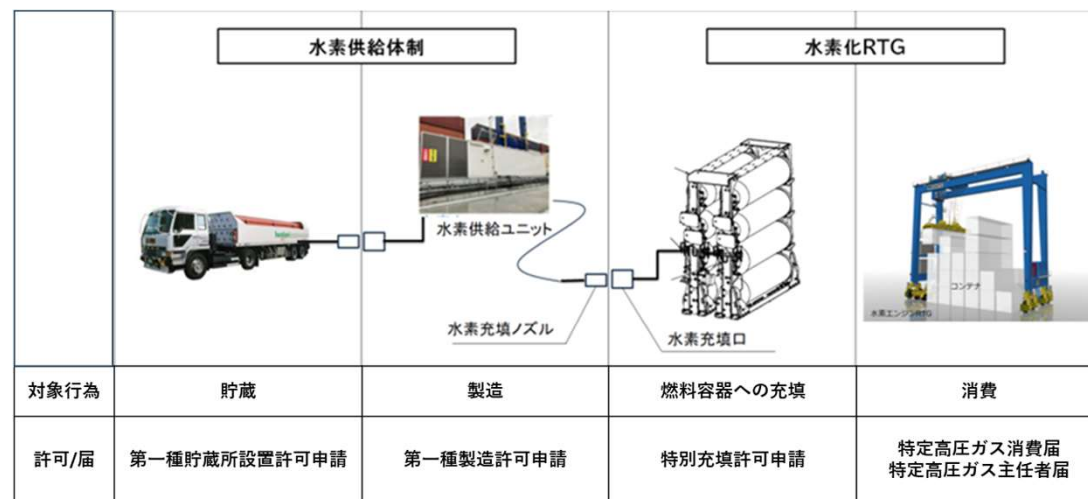 水素供給体制
水素化RTG
水素供給ユニット
水素充填ノズル
水素充填口
コンテナ
水素エンジンRTG
対象行為
貯蔵
製造
燃料容器への充填
消費
許可/届
第一種貯蔵所設置許可申請
第一種製造許可申請
特別充填許可申請
特定高圧ガス消費届
特定高圧ガス主任者届